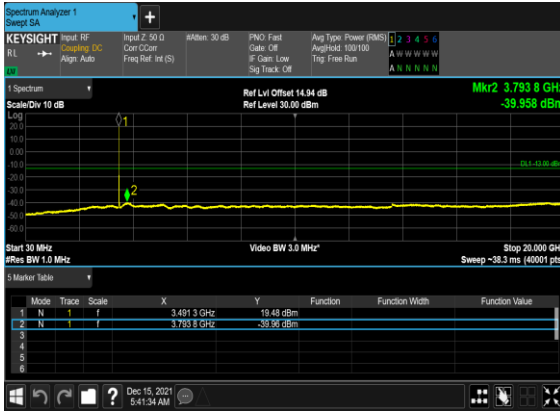 Spectrum Analyzer 1
Swept SA
+
KEYSIGHT Input: RF Input Z: 50 Ω #Atten: 30 dB PNO: Fast Avg Type: Power (RMS) 1 2 3 4 5 6
RL Coupling: DC Corr CCorr Gate: Off Avg|Hold: 100/100 A W W W W W
Align: Auto Freq Ref: Int (S) IF Gain: Low Trig: Free Run
Sig Track: Off A N N N N N
1 Spectrum Ref Lvl Offset 14.94 dB Mkr2 3.793 8 GHz
Scale/Div 10 dB Ref Level 30.00 dBm -39.958 dBm
Log
20.0
10.0
0.00
-10.0
-20.0
-30.0
-40.0
-50.0
-60.0
1
DL1 -13.00 dBm
2
Start 30 MHz Video BW 3.0 MHz* Stop 20.000 GHz
#Res BW 1.0 MHz Sweep ~38.3 ms (40001 pts)
5 Marker Table
Mode Trace Scale X Y Function Function Width Function Value
1 N 1 f 3.491 3 GHz 19.48 dBm
2 N 1 f 3.793 8 GHz -39.96 dBm
3
4
5
6
? Dec 15, 2021
5:41:34 AM